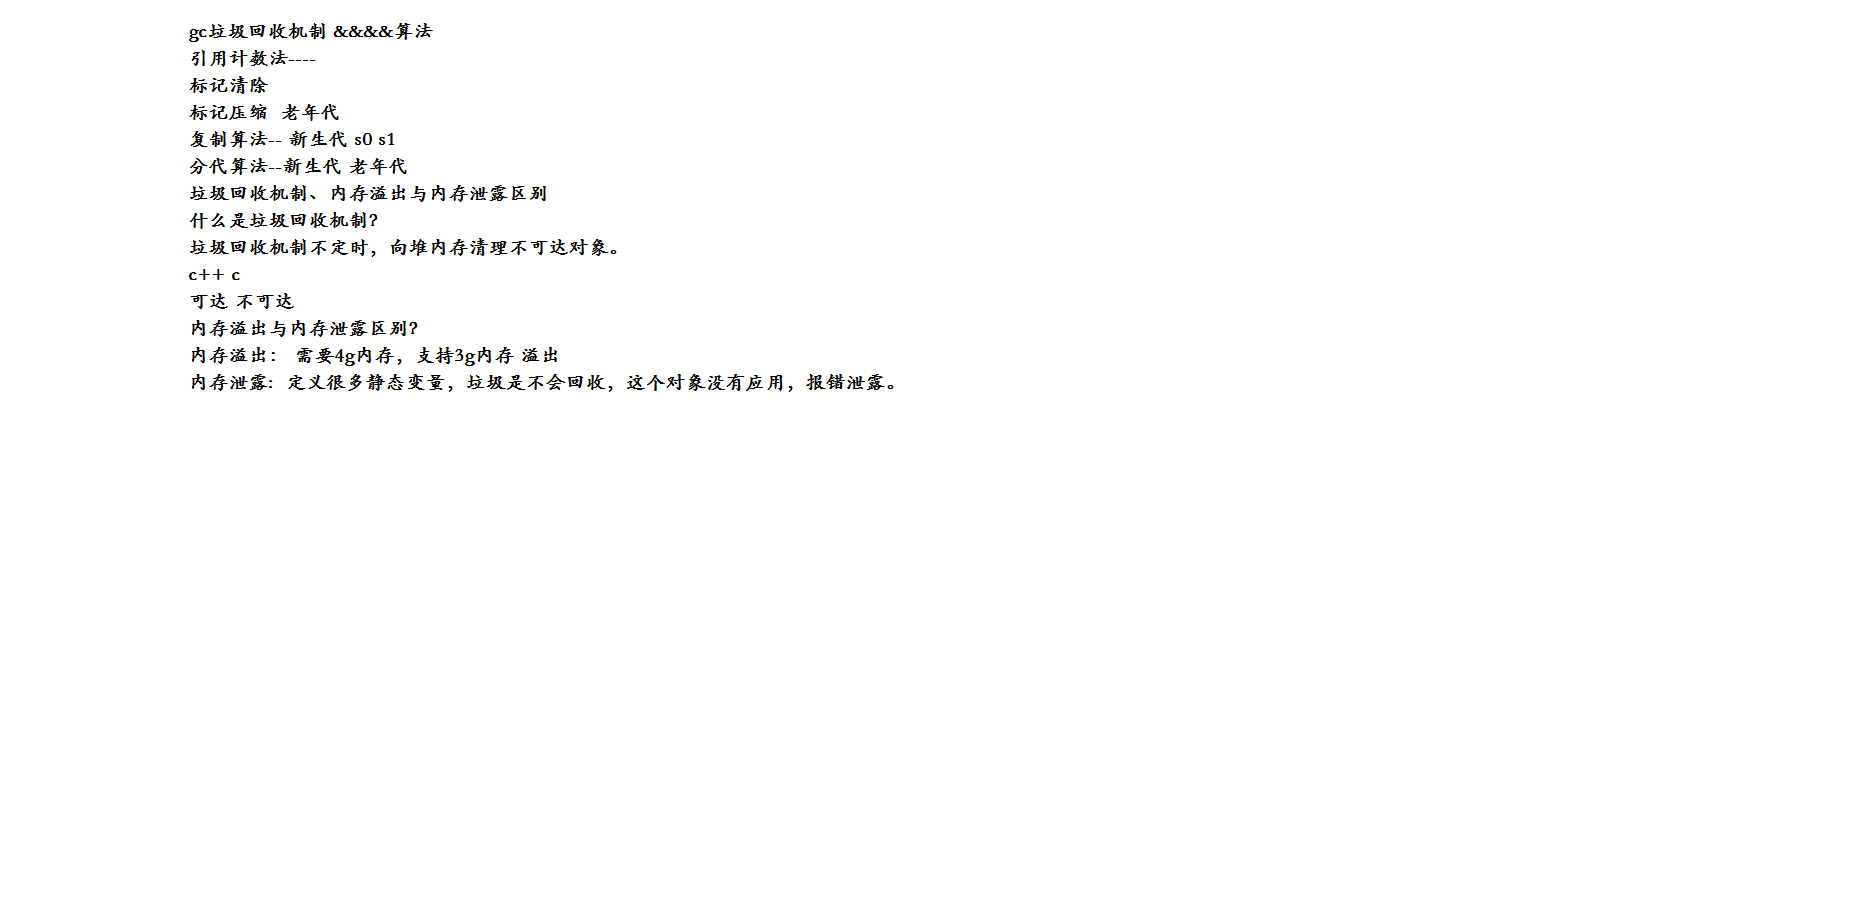 gc垃圾回收机制 &&&&算法
引用计数法----
标记清除
标记压缩  老年代
复制算法-- 新生代 s0 s1
分代算法--新生代 老年代
垃圾回收机制、内存溢出与内存泄露区别
什么是垃圾回收机制?
垃圾回收机制不定时，向堆内存清理不可达对象。
c++ c
可达 不可达
内存溢出与内存泄露区别?
内存溢出： 需要4g内存，支持3g内存 溢出
内存泄露：定义很多静态变量，垃圾是不会回收，这个对象没有应用，报错泄露。